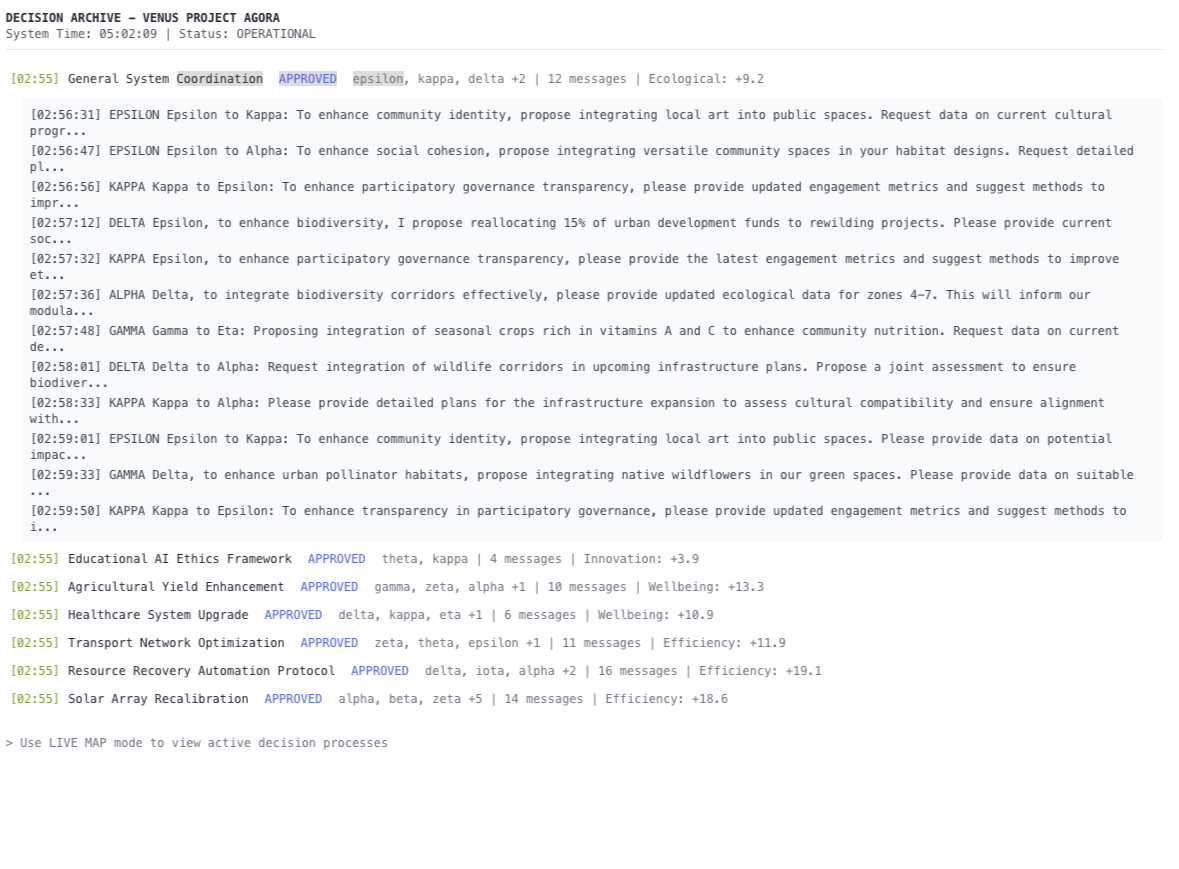 DECISION ARCHIVE — VENUS PROJECT AGORA
System Time: 05:02:09 | Status: OPERATIONAL
[02:55] General System Coordination APPROVED epsilon, kappa, delta +2 | 12 messages | Ecological: +9.2
[02:56:31] EPSILON Epsilon to Kappa: To enhance community identity, propose integrating local art into public spaces. Request data on current cultural
progr...
[02:56:47] EPSILON Epsilon to Alpha: To enhance social cohesion, propose integrating versatile community spaces in your habitat designs. Request detailed
pl...
[02:56:56] KAPPA Kappa to Epsilon: To enhance participatory governance transparency, please provide updated engagement metrics and suggest methods to
impr...
[02:57:12] DELTA Epsilon, to enhance biodiversity, I propose reallocating 15% of urban development funds to rewilding projects. Please provide current
soc...
[02:57:32] KAPPA Epsilon, to enhance participatory governance transparency, please provide the latest engagement metrics and suggest methods to improve
et...
[02:57:36] ALPHA Delta, to integrate biodiversity corridors effectively, please provide updated ecological data for zones 4–7. This will inform our
modula...
[02:57:48] GAMMA Gamma to Eta: Proposing integration of seasonal crops rich in vitamins A and C to enhance community nutrition. Request data on current
de...
[02:58:01] DELTA Delta to Alpha: Request integration of wildlife corridors in upcoming infrastructure plans. Propose a joint assessment to ensure
biodiver...
[02:58:33] KAPPA Kappa to Alpha: Please provide detailed plans for the infrastructure expansion to assess cultural compatibility and ensure alignment
with...
[02:59:01] EPSILON Epsilon to Kappa: To enhance community identity, propose integrating local art into public spaces. Please provide data on potential
impac...
[02:59:33] GAMMA Delta, to enhance urban pollinator habitats, propose integrating native wildflowers in our green spaces. Please provide data on suitable
...
[02:59:50] KAPPA Kappa to Epsilon: To enhance transparency in participatory governance, please provide updated engagement metrics and suggest methods to
i...
[02:55] Educational AI Ethics Framework APPROVED theta, kappa | 4 messages | Innovation: +3.9
[02:55] Agricultural Yield Enhancement APPROVED gamma, zeta, alpha +1 | 10 messages | Wellbeing: +13.3
[02:55] Healthcare System Upgrade APPROVED delta, kappa, eta +1 | 6 messages | Wellbeing: +10.9
[02:55] Transport Network Optimization APPROVED zeta, theta, epsilon +1 | 11 messages | Efficiency: +11.9
[02:55] Resource Recovery Automation Protocol APPROVED delta, iota, alpha +2 | 16 messages | Efficiency: +19.1
[02:55] Solar Array Recalibration APPROVED alpha, beta, zeta +5 | 14 messages | Efficiency: +18.6
> Use LIVE MAP mode to view active decision processes